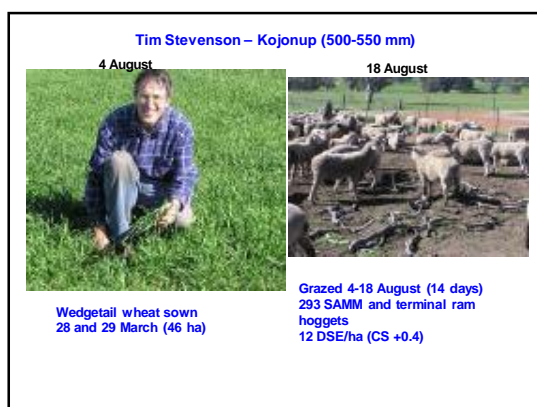 Tim Stevenson – Kojonup (500-550 mm)
4 August
18 August
Wedgetail wheat sown
28 and 29 March (46 ha)
Grazed 4-18 August (14 days)
293 SAMM and terminal ram
hoggets
12 DSE/ha (CS +0.4)